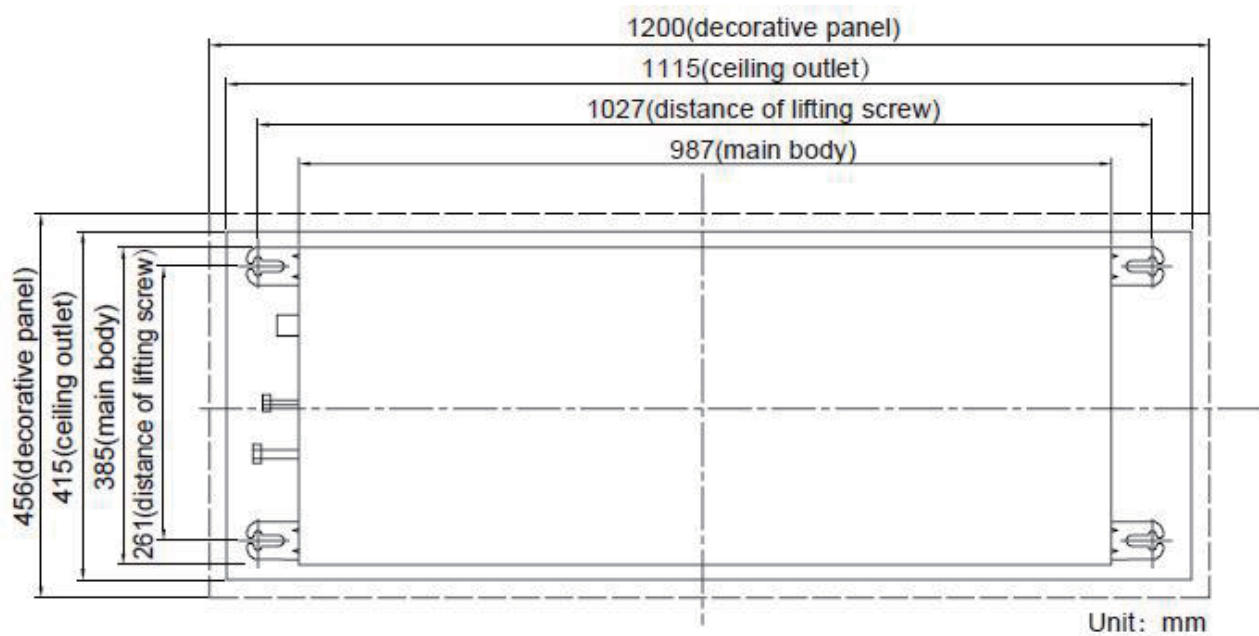 1200(decorative panel)
1115(ceiling outlet)
1027(distance of lifting screw)
987(main body)
456(decorative panel)
415(ceiling outlet)
385(main body)
261(distance of lifting screw)
Unit: mm